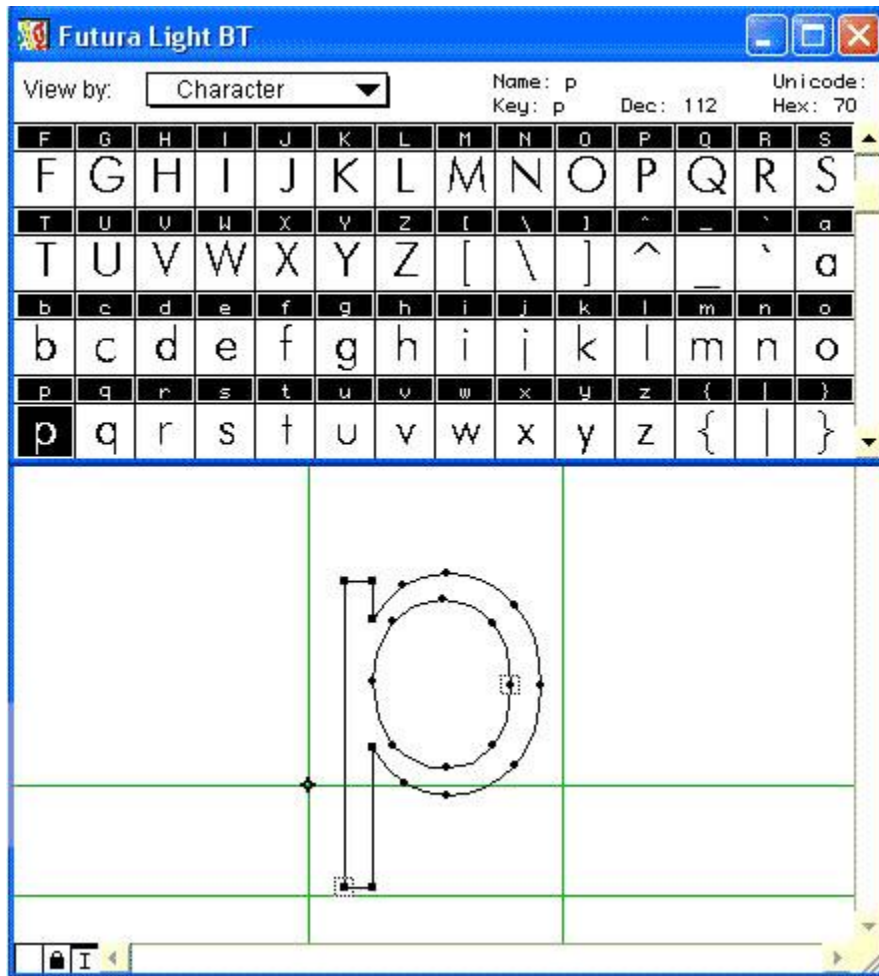 Futura Light BT
View by: Character Name: p Unicode:
Key: p Dec: 112 Hex: 70
F G H I J K L M N O P Q R S
F G H I J K L M N O P Q R S
T U V W X Y Z [ \ ] ^ _ ` a
T U V W X Y Z [ \ ] ^ _ ` a
b c d e f g h i j k l m n o
b c d e f g h i j k l m n o
p q r s t u v w x y z { | }
p q r s t u v w x y z { | }
p
I